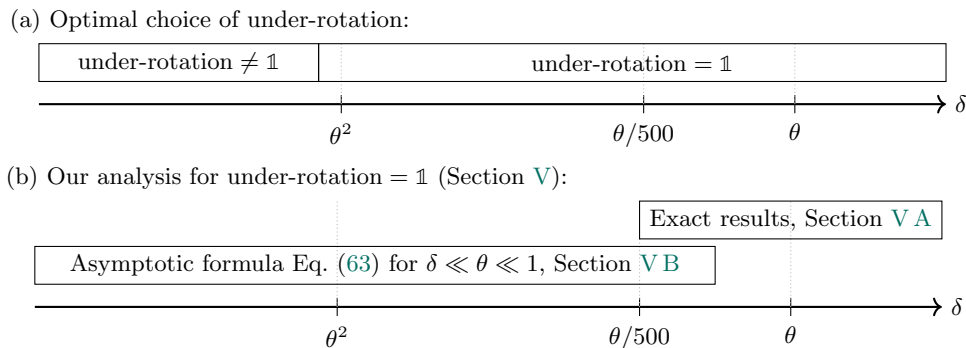 (a) Optimal choice of under-rotation:
under-rotation ≠ 𝟙 under-rotation = 𝟙
δ
θ² θ/500 θ
(b) Our analysis for under-rotation = 𝟙 (Section V):
Exact results, Section V A
Asymptotic formula Eq. (63) for δ ≪ θ ≪ 1, Section V B
δ
θ² θ/500 θ